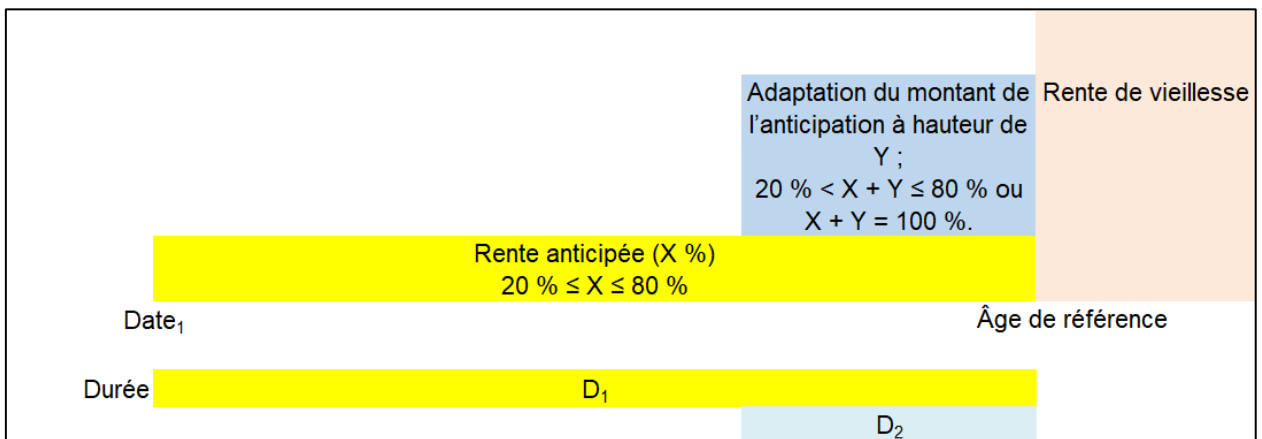 Adaptation du montant de
l’anticipation à hauteur de
Y ;
20 % < X + Y ≤ 80 % ou
X + Y = 100 %.
Rente de vieillesse
Rente anticipée (X %)
20 % ≤ X ≤ 80 %
Date₁
Âge de référence
Durée
D₁
D₂